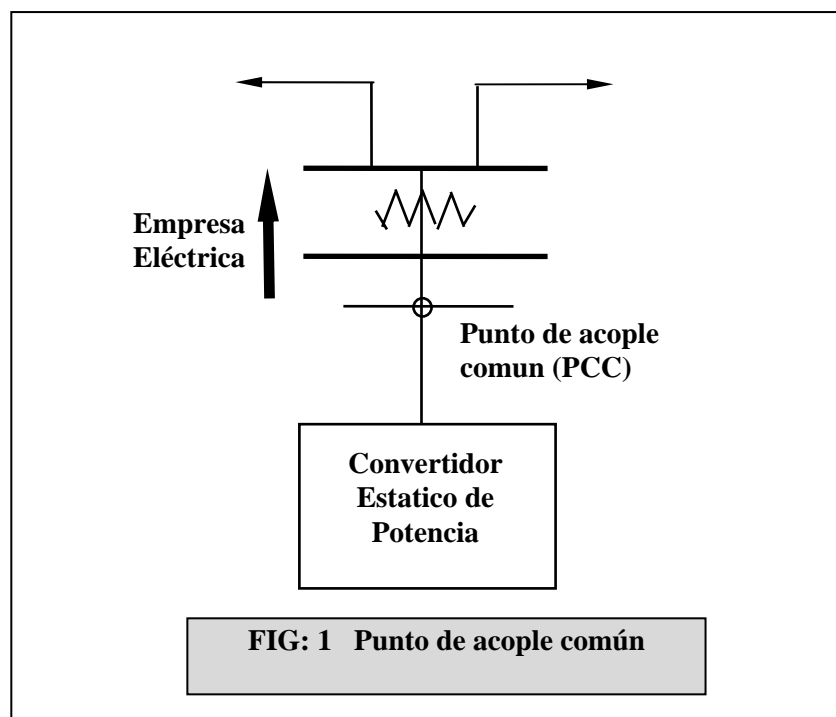 Empresa
Eléctrica
Punto de acople
comun (PCC)
Convertidor
Estatico de
Potencia
FIG: 1 Punto de acople común